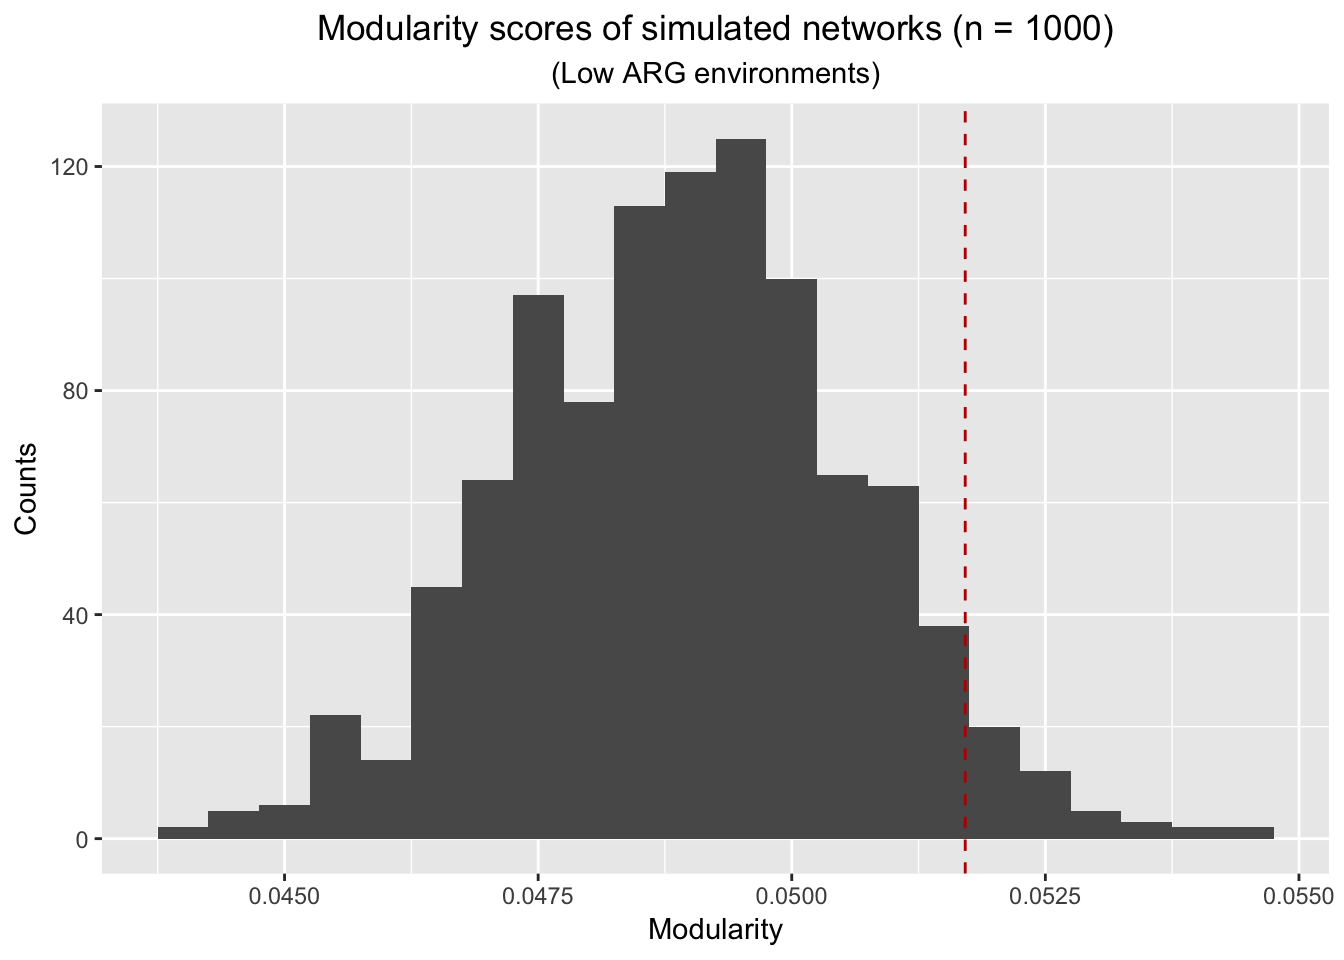 Modularity scores of simulated networks (n = 1000)
(Low ARG environments)
120
80
40
0
Counts
0.0450 0.0475 0.0500 0.0525 0.0550
Modularity